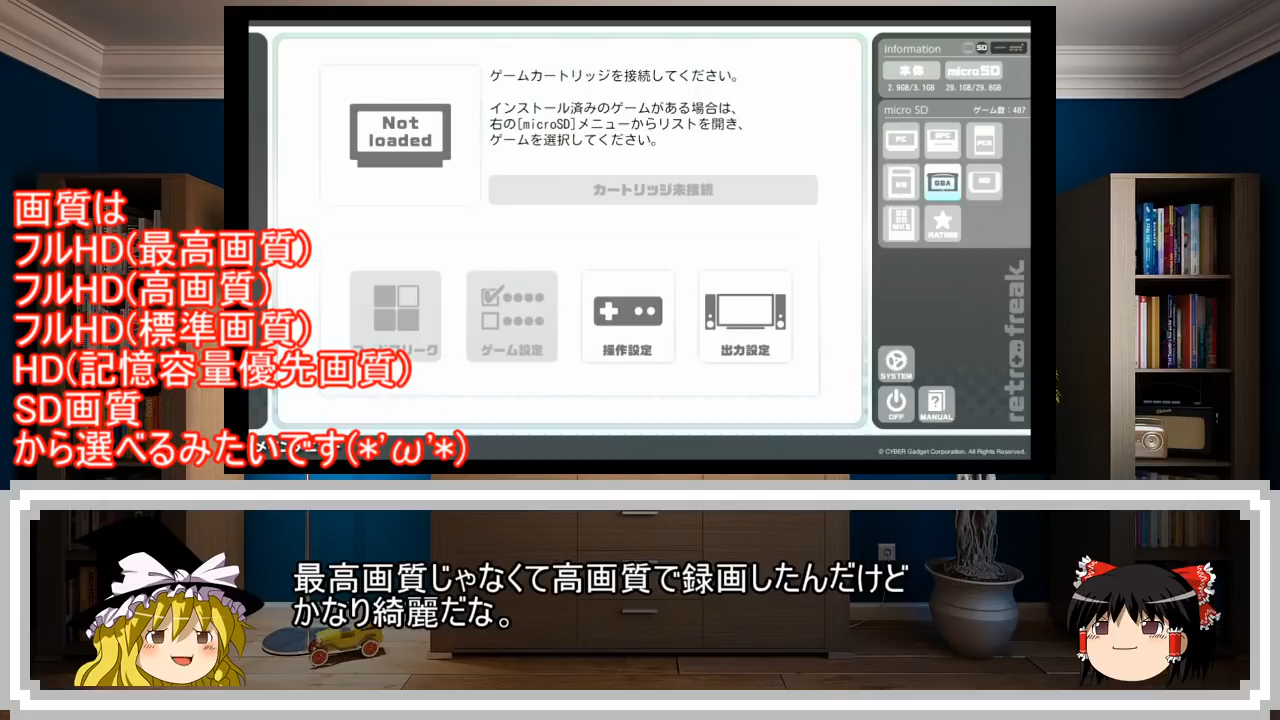 ゲームカートリッジを接続してください。
インストール済みのゲームがある場合は、
右の[microSD]メニューからリストを開き、
ゲームを選択してください。
Not
loaded
カートリッジ未接続
ゲーム設定
操作設定
出力設定
Information
SD
本体
microSD
2.9GB/3.1GB
29.1GB/29.8GB
micro SD
ゲーム数:487
GBA
RATING
SYSTEM
OFF
MANUAL
retro freak
© CYBER Gadget Corporation. All Rights Reserved.
画質は
フルHD(最高画質)
フルHD(高画質)
フルHD(標準画質)
HD(記憶容量優先画質)
SD画質
から選べるみたいです(*'ω'*)
最高画質じゃなくて高画質で録画したんだけど
かなり綺麗だな。